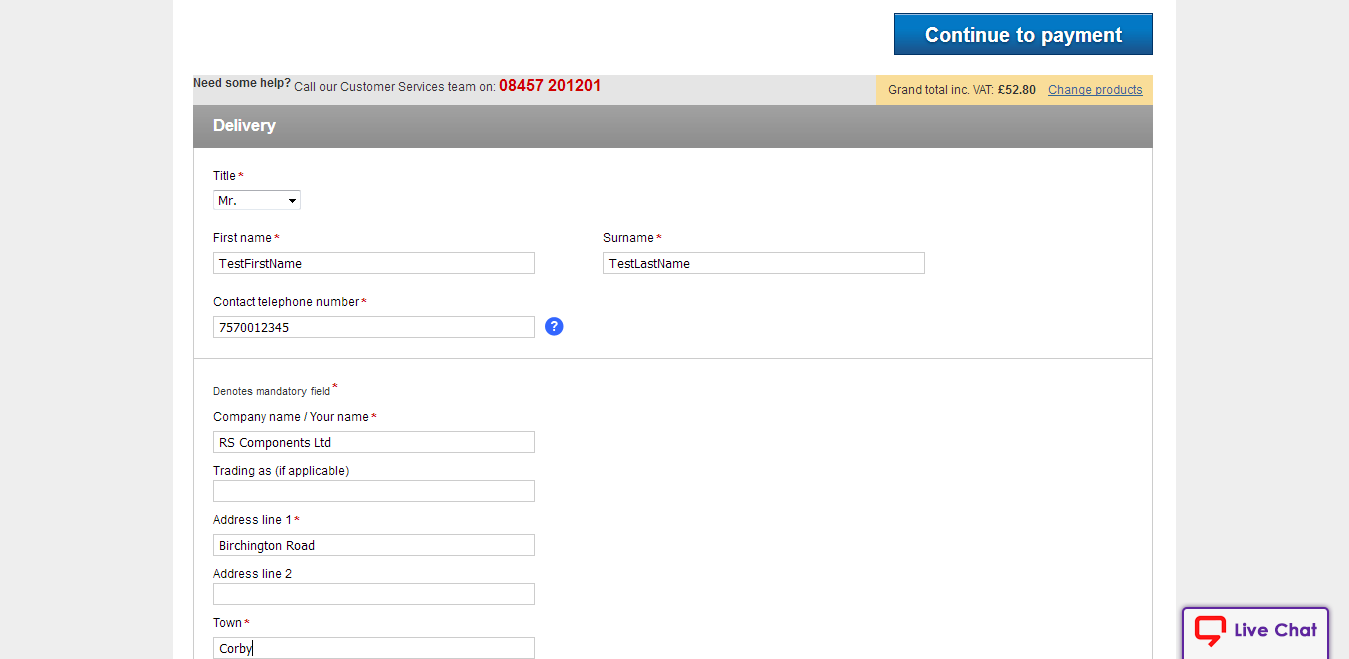 Continue to payment
Need some help? Call our Customer Services team on: 08457 201201
Grand total inc. VAT: £52.80 Change products
Delivery
Title*
Mr.
First name* Surname*
TestFirstName TestLastName
Contact telephone number*
7570012345 ?
Denotes mandatory field*
Company name / Your name*
RS Components Ltd
Trading as (if applicable)
Address line 1*
Birchington Road
Address line 2
Town*
Corby
Live Chat